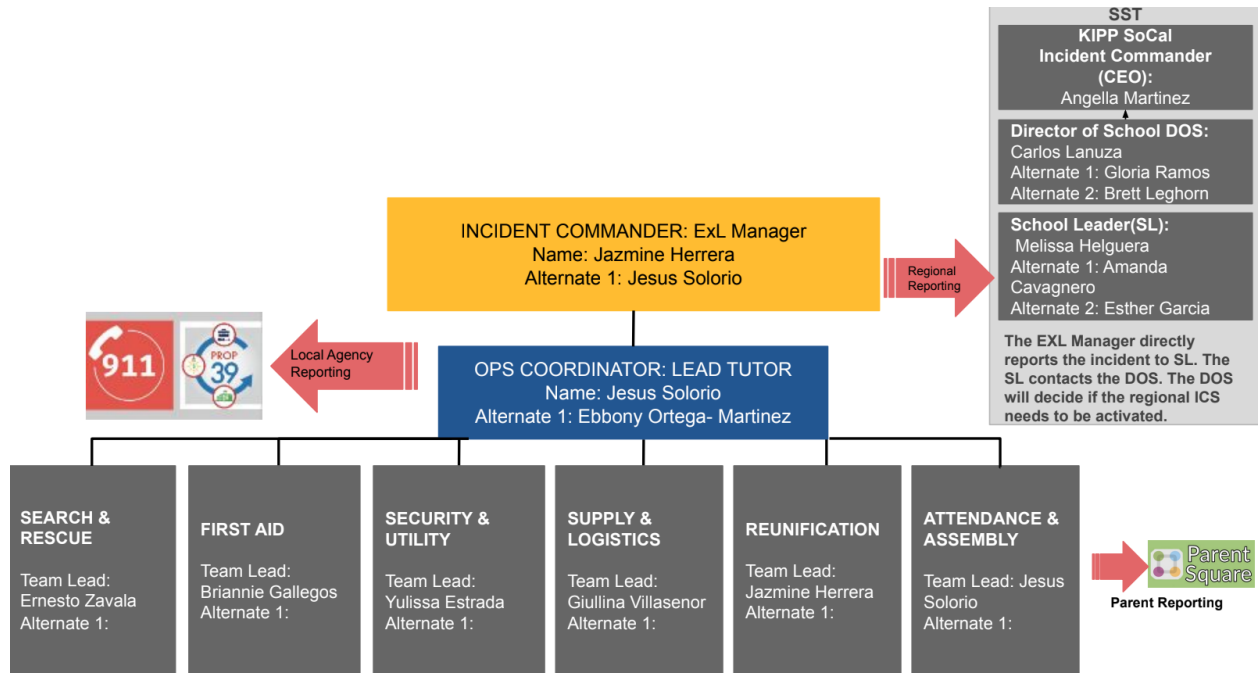 SST
KIPP SoCal
Incident Commander
(CEO):
Angella Martinez
Director of School DOS:
Carlos Lanuza
Alternate 1: Gloria Ramos
Alternate 2: Brett Leghorn
School Leader(SL):
Melissa Helguera
Alternate 1: Amanda
Cavagnero
Alternate 2: Esther Garcia
The EXL Manager directly
reports the incident to SL. The
SL contacts the DOS. The DOS
will decide if the regional ICS
needs to be activated.
INCIDENT COMMANDER: ExL Manager
Name: Jazmine Herrera
Alternate 1: Jesus Solorio
Regional
Reporting
911
PROP
39
Local Agency
Reporting
OPS COORDINATOR: LEAD TUTOR
Name: Jesus Solorio
Alternate 1: Ebbony Ortega- Martinez
SEARCH &
RESCUE
Team Lead:
Ernesto Zavala
Alternate 1:
FIRST AID
Team Lead:
Briannie Gallegos
Alternate 1:
SECURITY &
UTILITY
Team Lead:
Yulissa Estrada
Alternate 1:
SUPPLY &
LOGISTICS
Team Lead:
Giullina Villasenor
Alternate 1:
REUNIFICATION
Team Lead:
Jazmine Herrera
Alternate 1:
ATTENDANCE &
ASSEMBLY
Team Lead: Jesus
Solorio
Alternate 1:
Parent
Square
Parent Reporting